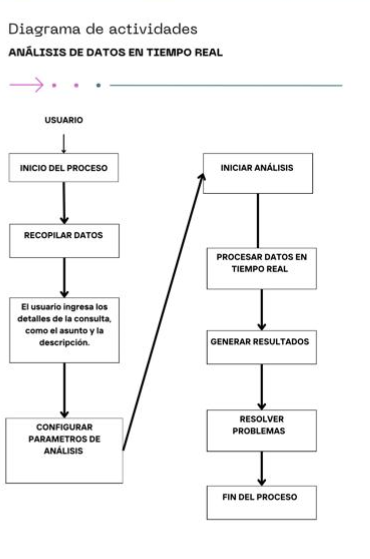 Diagrama de actividades
ANÁLISIS DE DATOS EN TIEMPO REAL
USUARIO
INICIO DEL PROCESO
RECOPILAR DATOS
El usuario ingresa los
detalles de la consulta,
como el asunto y la
descripción.
CONFIGURAR
PARAMETROS DE
ANÁLISIS
INICIAR ANÁLISIS
PROCESAR DATOS EN
TIEMPO REAL
GENERAR RESULTADOS
RESOLVER
PROBLEMAS
FIN DEL PROCESO